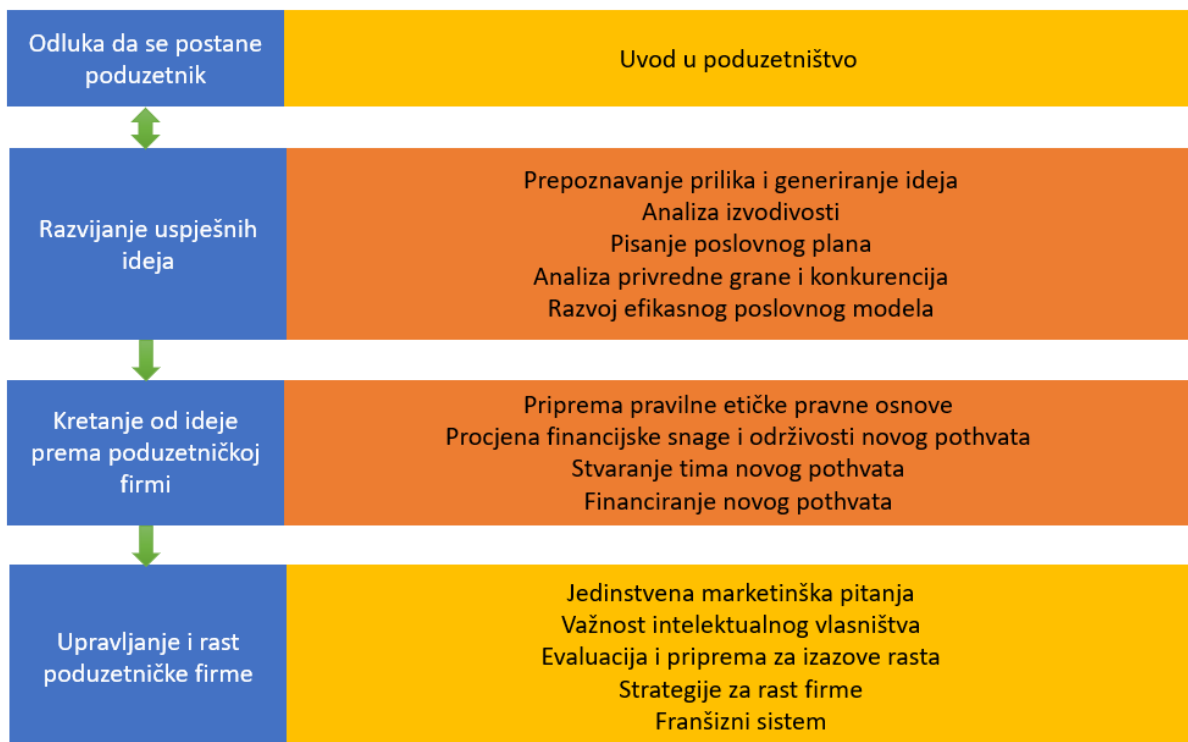 Odluka da se postane
poduzetnik
Uvod u poduzetništvo
Razvijanje uspješnih
ideja
Prepoznavanje prilika i generiranje ideja
Analiza izvodivosti
Pisanje poslovnog plana
Analiza privredne grane i konkurencija
Razvoj efikasnog poslovnog modela
Kretanje od ideje
prema poduzetničkoj
firmi
Priprema pravilne etičke pravne osnove
Procjena financijske snage i održivosti novog pothvata
Stvaranje tima novog pothvata
Financiranje novog pothvata
Upravljanje i rast
poduzetničke firme
Jedinstvena marketinška pitanja
Važnost intelektualnog vlasništva
Evaluacija i priprema za izazove rasta
Strategije za rast firme
Franšizni sistem